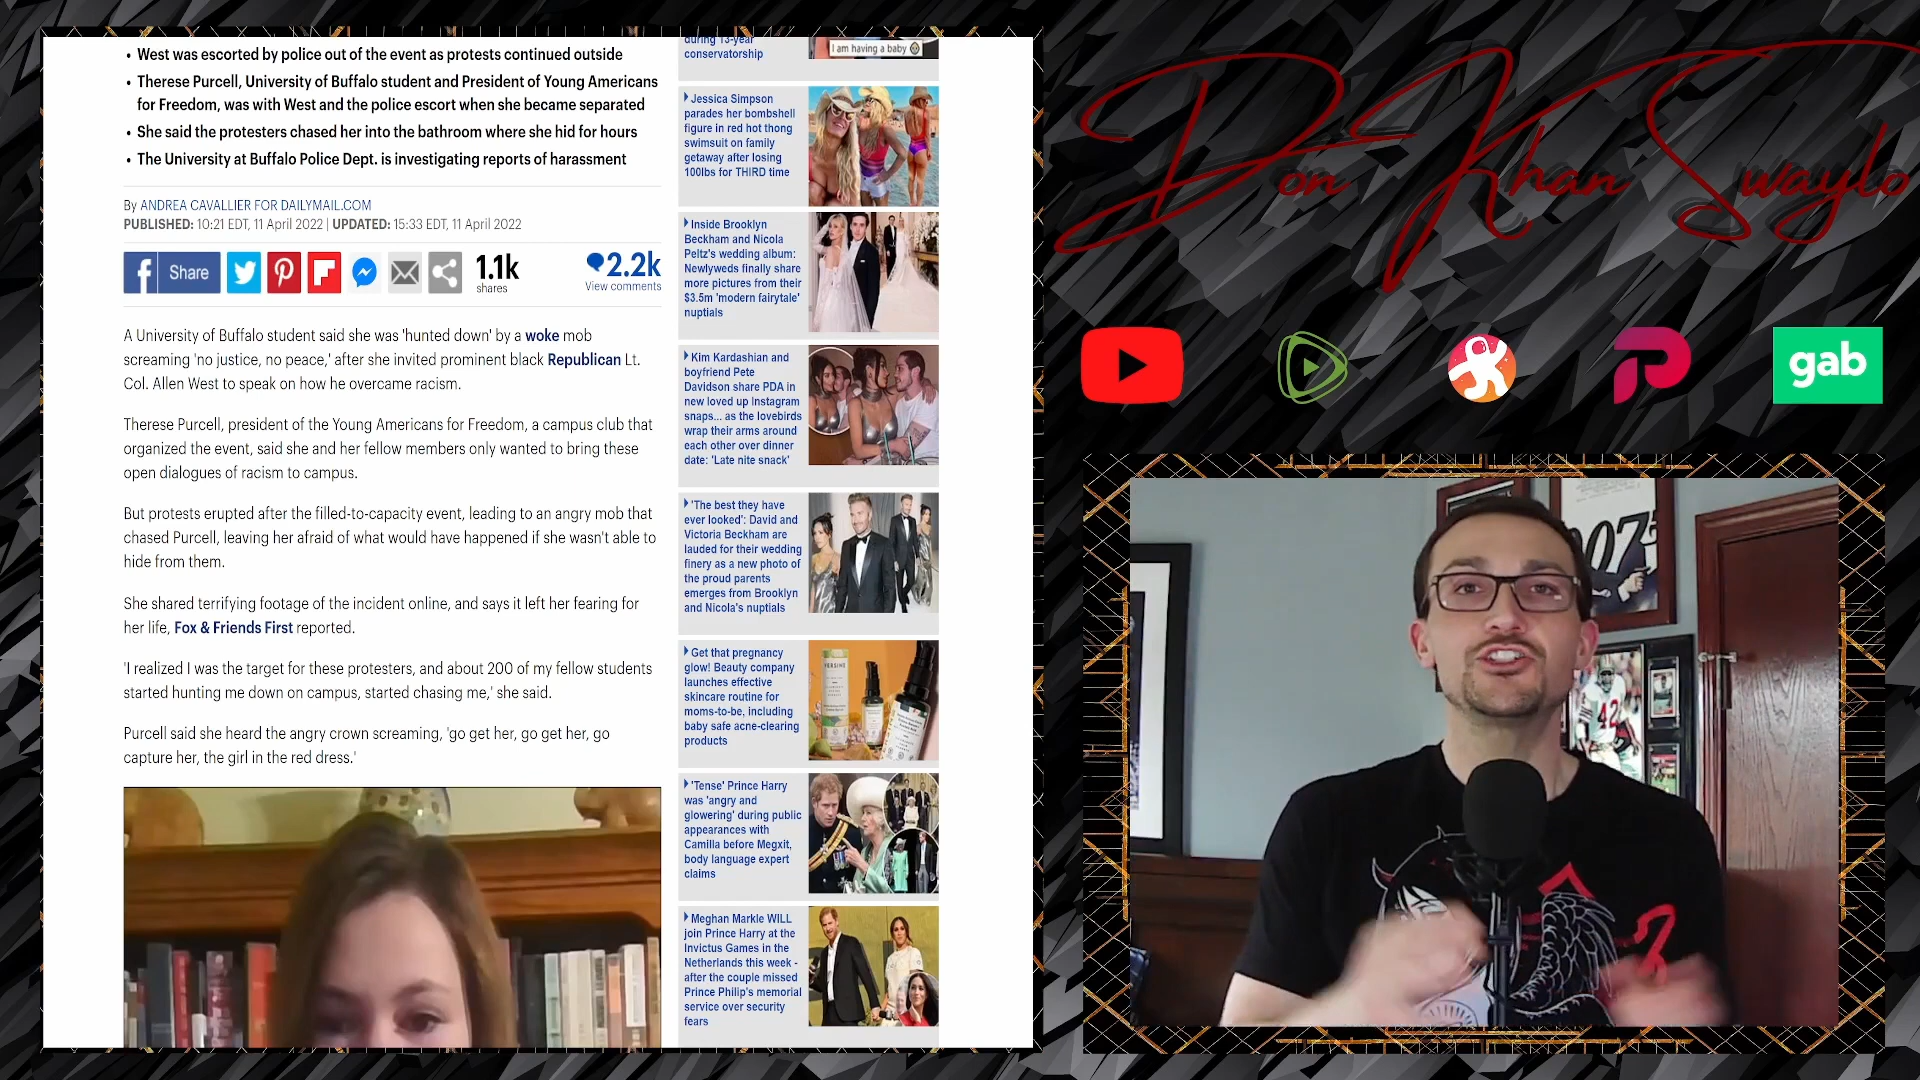 • West was escorted by police out of the event as protests continued outside
• Therese Purcell, University of Buffalo student and President of Young Americans
for Freedom, was with West and the police escort when she became separated
• She said the protesters chased her into the bathroom where she hid for hours
• The University at Buffalo Police Dept. is investigating reports of harassment
By ANDREA CAVALLIER FOR DAILYMAIL.COM
PUBLISHED: 10:21 EDT, 11 April 2022 | UPDATED: 15:33 EDT, 11 April 2022
Share
1.1k
shares
2.2k
View comments
A University of Buffalo student said she was 'hunted down' by a woke mob
screaming 'no justice, no peace,' after she invited prominent black Republican Lt.
Col. Allen West to speak on how he overcame racism.
Therese Purcell, president of the Young Americans for Freedom, a campus club that
organized the event, said she and her fellow members only wanted to bring these
open dialogues of racism to campus.
But protests erupted after the filled-to-capacity event, leading to an angry mob that
chased Purcell, leaving her afraid of what would have happened if she wasn't able to
hide from them.
She shared terrifying footage of the incident online, and says it left her fearing for
her life, Fox & Friends First reported.
'I realized I was the target for these protesters, and about 200 of my fellow students
started hunting me down on campus, started chasing me,' she said.
Purcell said she heard the angry crown screaming, 'go get her, go get her, go
capture her, the girl in the red dress.'
during 13-year
conservatorship
I am having a baby
Jessica Simpson
parades her bombshell
figure in red hot thong
swimsuit on family
getaway after losing
100lbs for THIRD time
Inside Brooklyn
Beckham and Nicola
Peltz's wedding album:
Newlyweds finally share
more pictures from their
$3.5m 'modern fairytale'
nuptials
Kim Kardashian and
boyfriend Pete
Davidson share PDA in
new loved up Instagram
snaps... as the lovebirds
wrap their arms around
each other over dinner
date: 'Late nite snack'
'The best they have
ever looked': David and
Victoria Beckham are
lauded for their wedding
finery as a new photo of
the proud parents
emerges from Brooklyn
and Nicola's nuptials
Get that pregnancy
glow! Beauty company
launches effective
skincare routine for
moms-to-be, including
baby safe acne-clearing
products
'Tense' Prince Harry
was 'angry and
glowering' during public
appearances with
Camilla before Megxit,
body language expert
claims
Meghan Markle WILL
join Prince Harry at the
Invictus Games in the
Netherlands this week -
after the couple missed
Prince Philip's memorial
service over security
fears
Don Khan Swaylo
gab
007
42